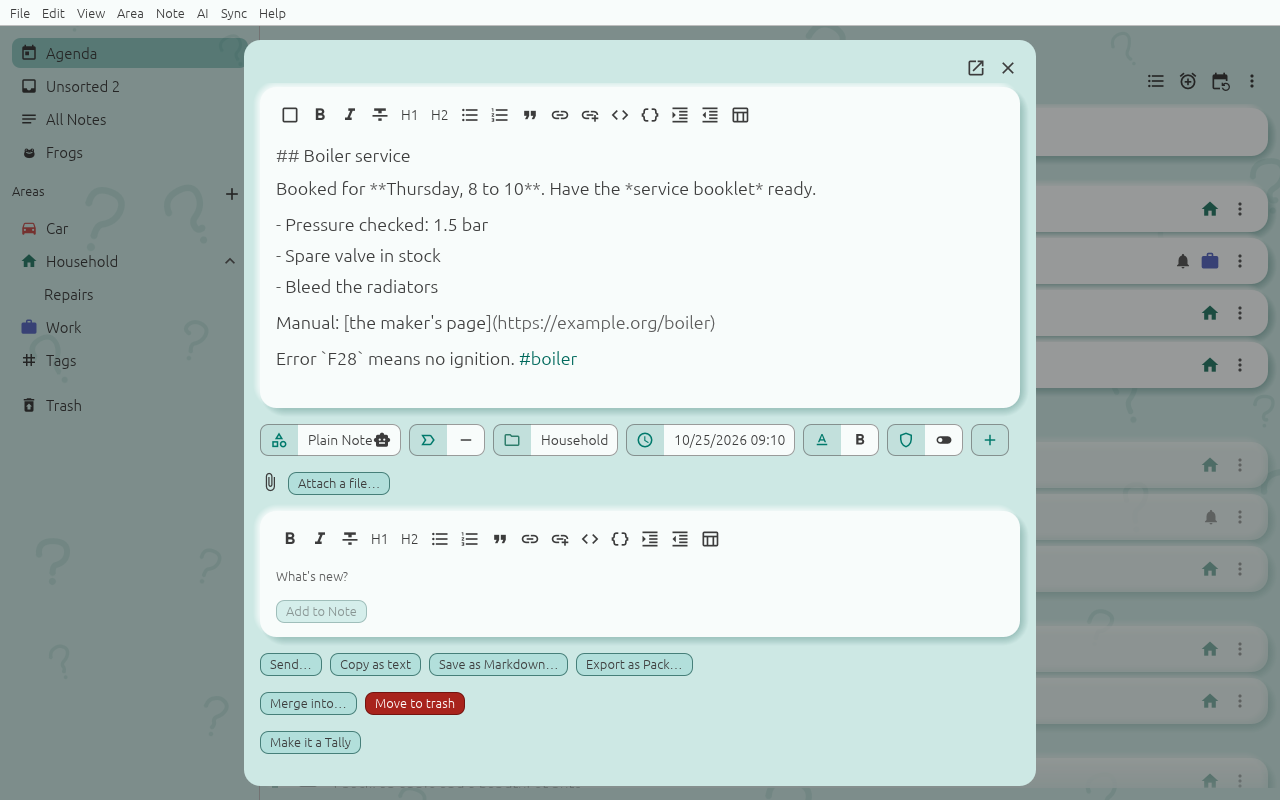 File Edit View Area Note AI Sync Help
Agenda
Unsorted 2
All Notes
Frogs
Areas
Car
Household
Repairs
Work
Tags
Trash
B I H1 H2
## Boiler service
Booked for **Thursday, 8 to 10**. Have the *service booklet* ready.
- Pressure checked: 1.5 bar
- Spare valve in stock
- Bleed the radiators
Manual: [the maker's page](https://example.org/boiler)
Error `F28` means no ignition. #boiler
Plain Note Household 10/25/2026 09:10 A B
Attach a file…
B I H1 H2
What's new?
Add to Note
Send… Copy as text Save as Markdown… Export as Pack…
Merge into… Move to trash
Make it a Tally